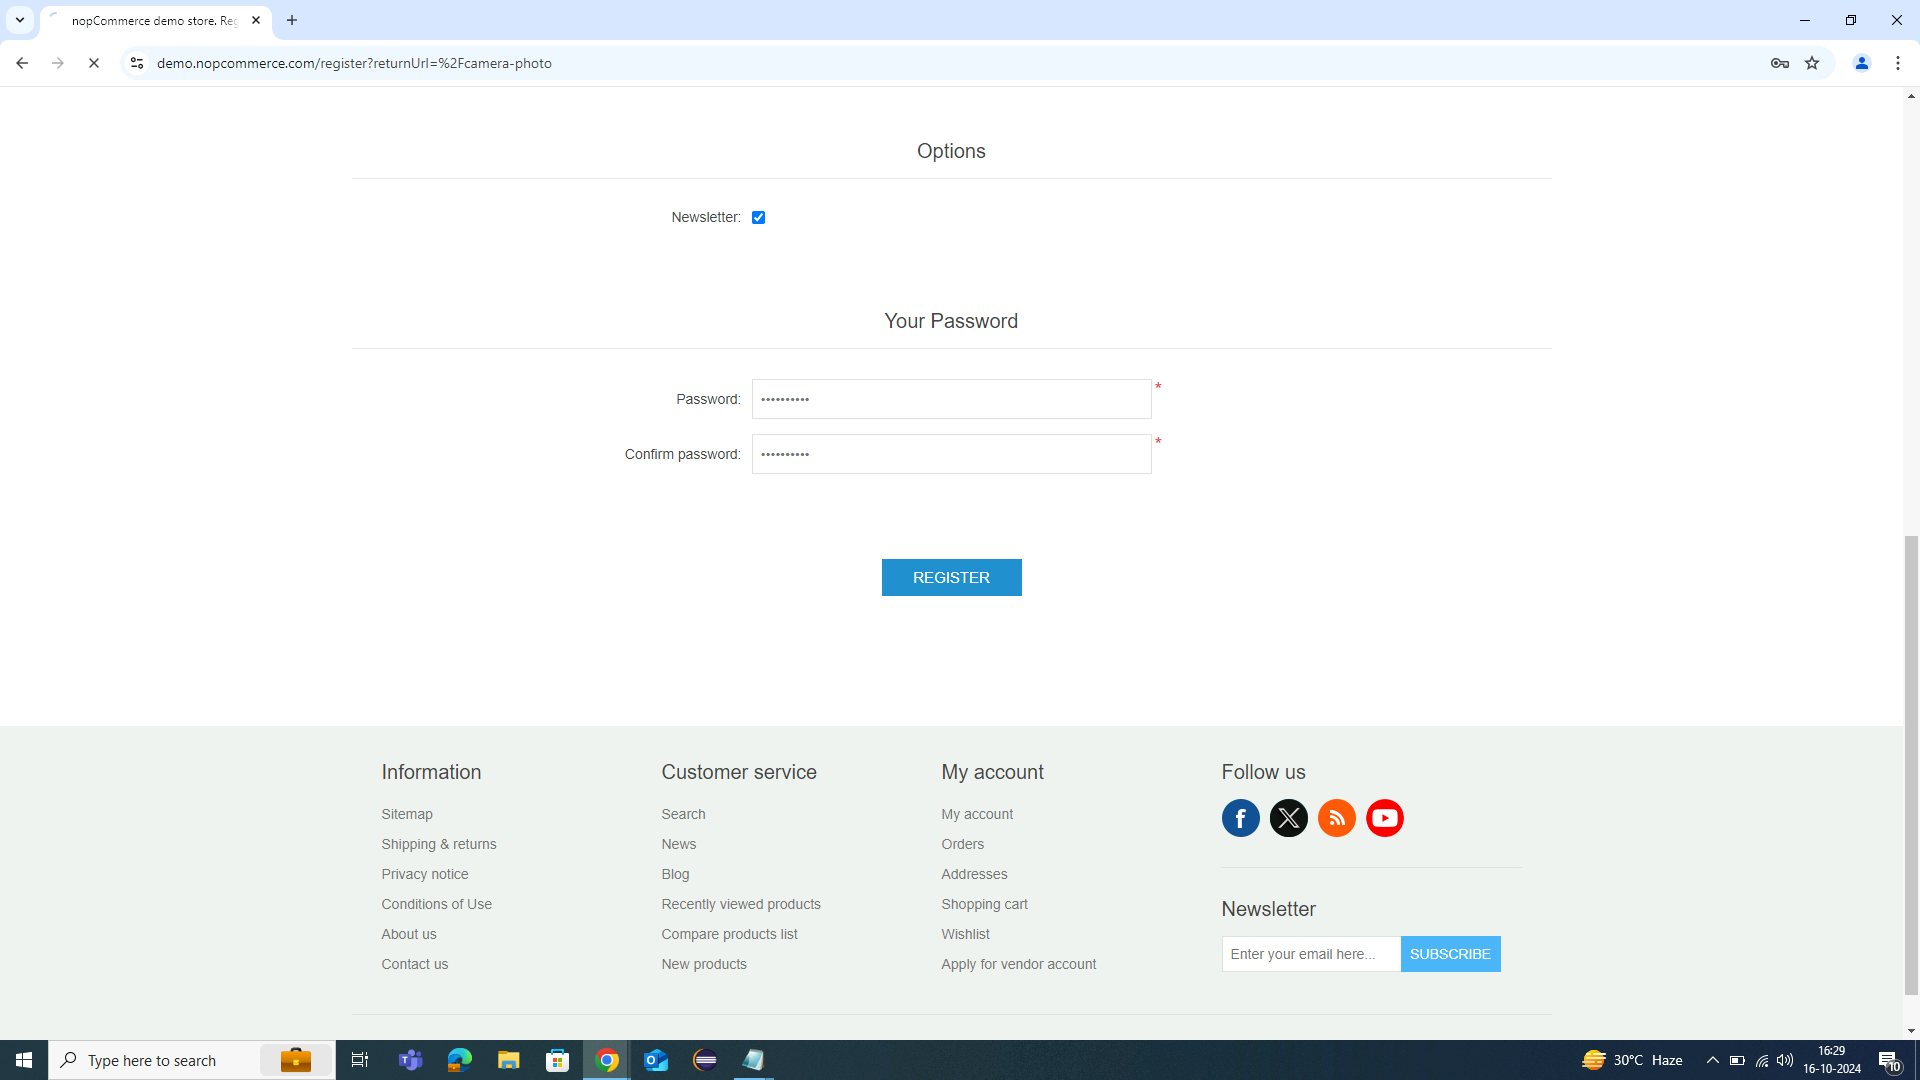 nopCommerce demo store. Reg
demo.nopcommerce.com/register?returnUrl=%2Fcamera-photo
Options
Newsletter:
Your Password
Password:
*
Confirm password:
*
REGISTER
Information
Sitemap
Shipping & returns
Privacy notice
Conditions of Use
About us
Contact us
Customer service
Search
News
Blog
Recently viewed products
Compare products list
New products
My account
My account
Orders
Addresses
Shopping cart
Wishlist
Apply for vendor account
Follow us
Newsletter
Enter your email here...
SUBSCRIBE
Type here to search
30°C Haze
16:29
16-10-2024
10